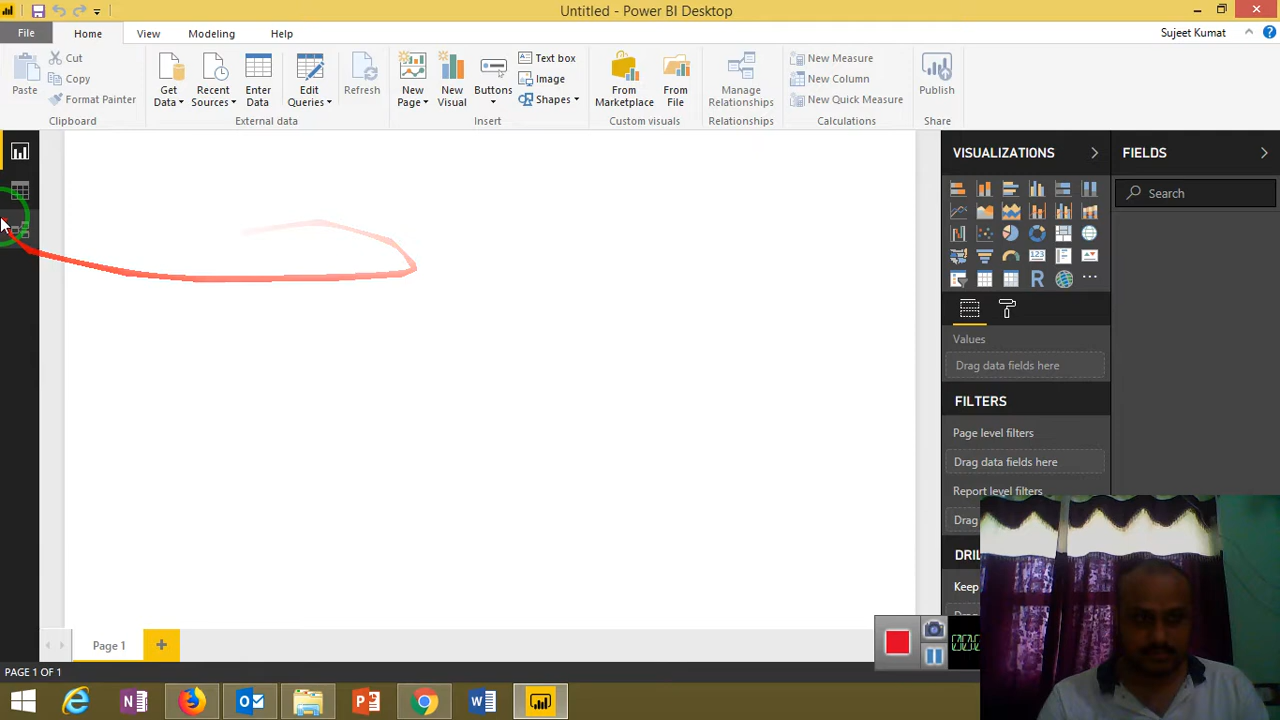 Untitled - Power BI Desktop
File Home View Modeling Help
Sujeet Kumat
Paste
Cut
Copy
Format Painter
Clipboard
Get Data
Recent Sources
Enter Data
Edit Queries
External data
Refresh
New Page
New Visual
Buttons
Text box
Image
Shapes
Insert
From Marketplace
From File
Custom visuals
Manage Relationships
Relationships
New Measure
New Column
New Quick Measure
Calculations
Publish
Share
VISUALIZATIONS
FIELDS
Search
123
R
Values
Drag data fields here
FILTERS
Page level filters
Drag data fields here
Report level filters
Drag
DRIL
Keep
Page 1
PAGE 1 OF 1